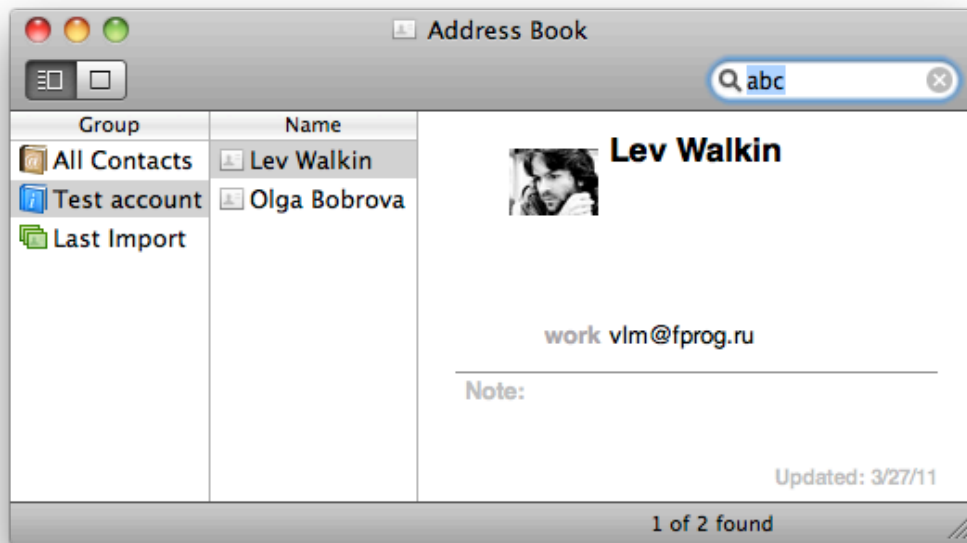 Address Book
abc
Group
Name
All Contacts
Test account
Last Import
Lev Walkin
Olga Bobrova
Lev Walkin
work vlm@fprog.ru
Note:
Updated: 3/27/11
1 of 2 found